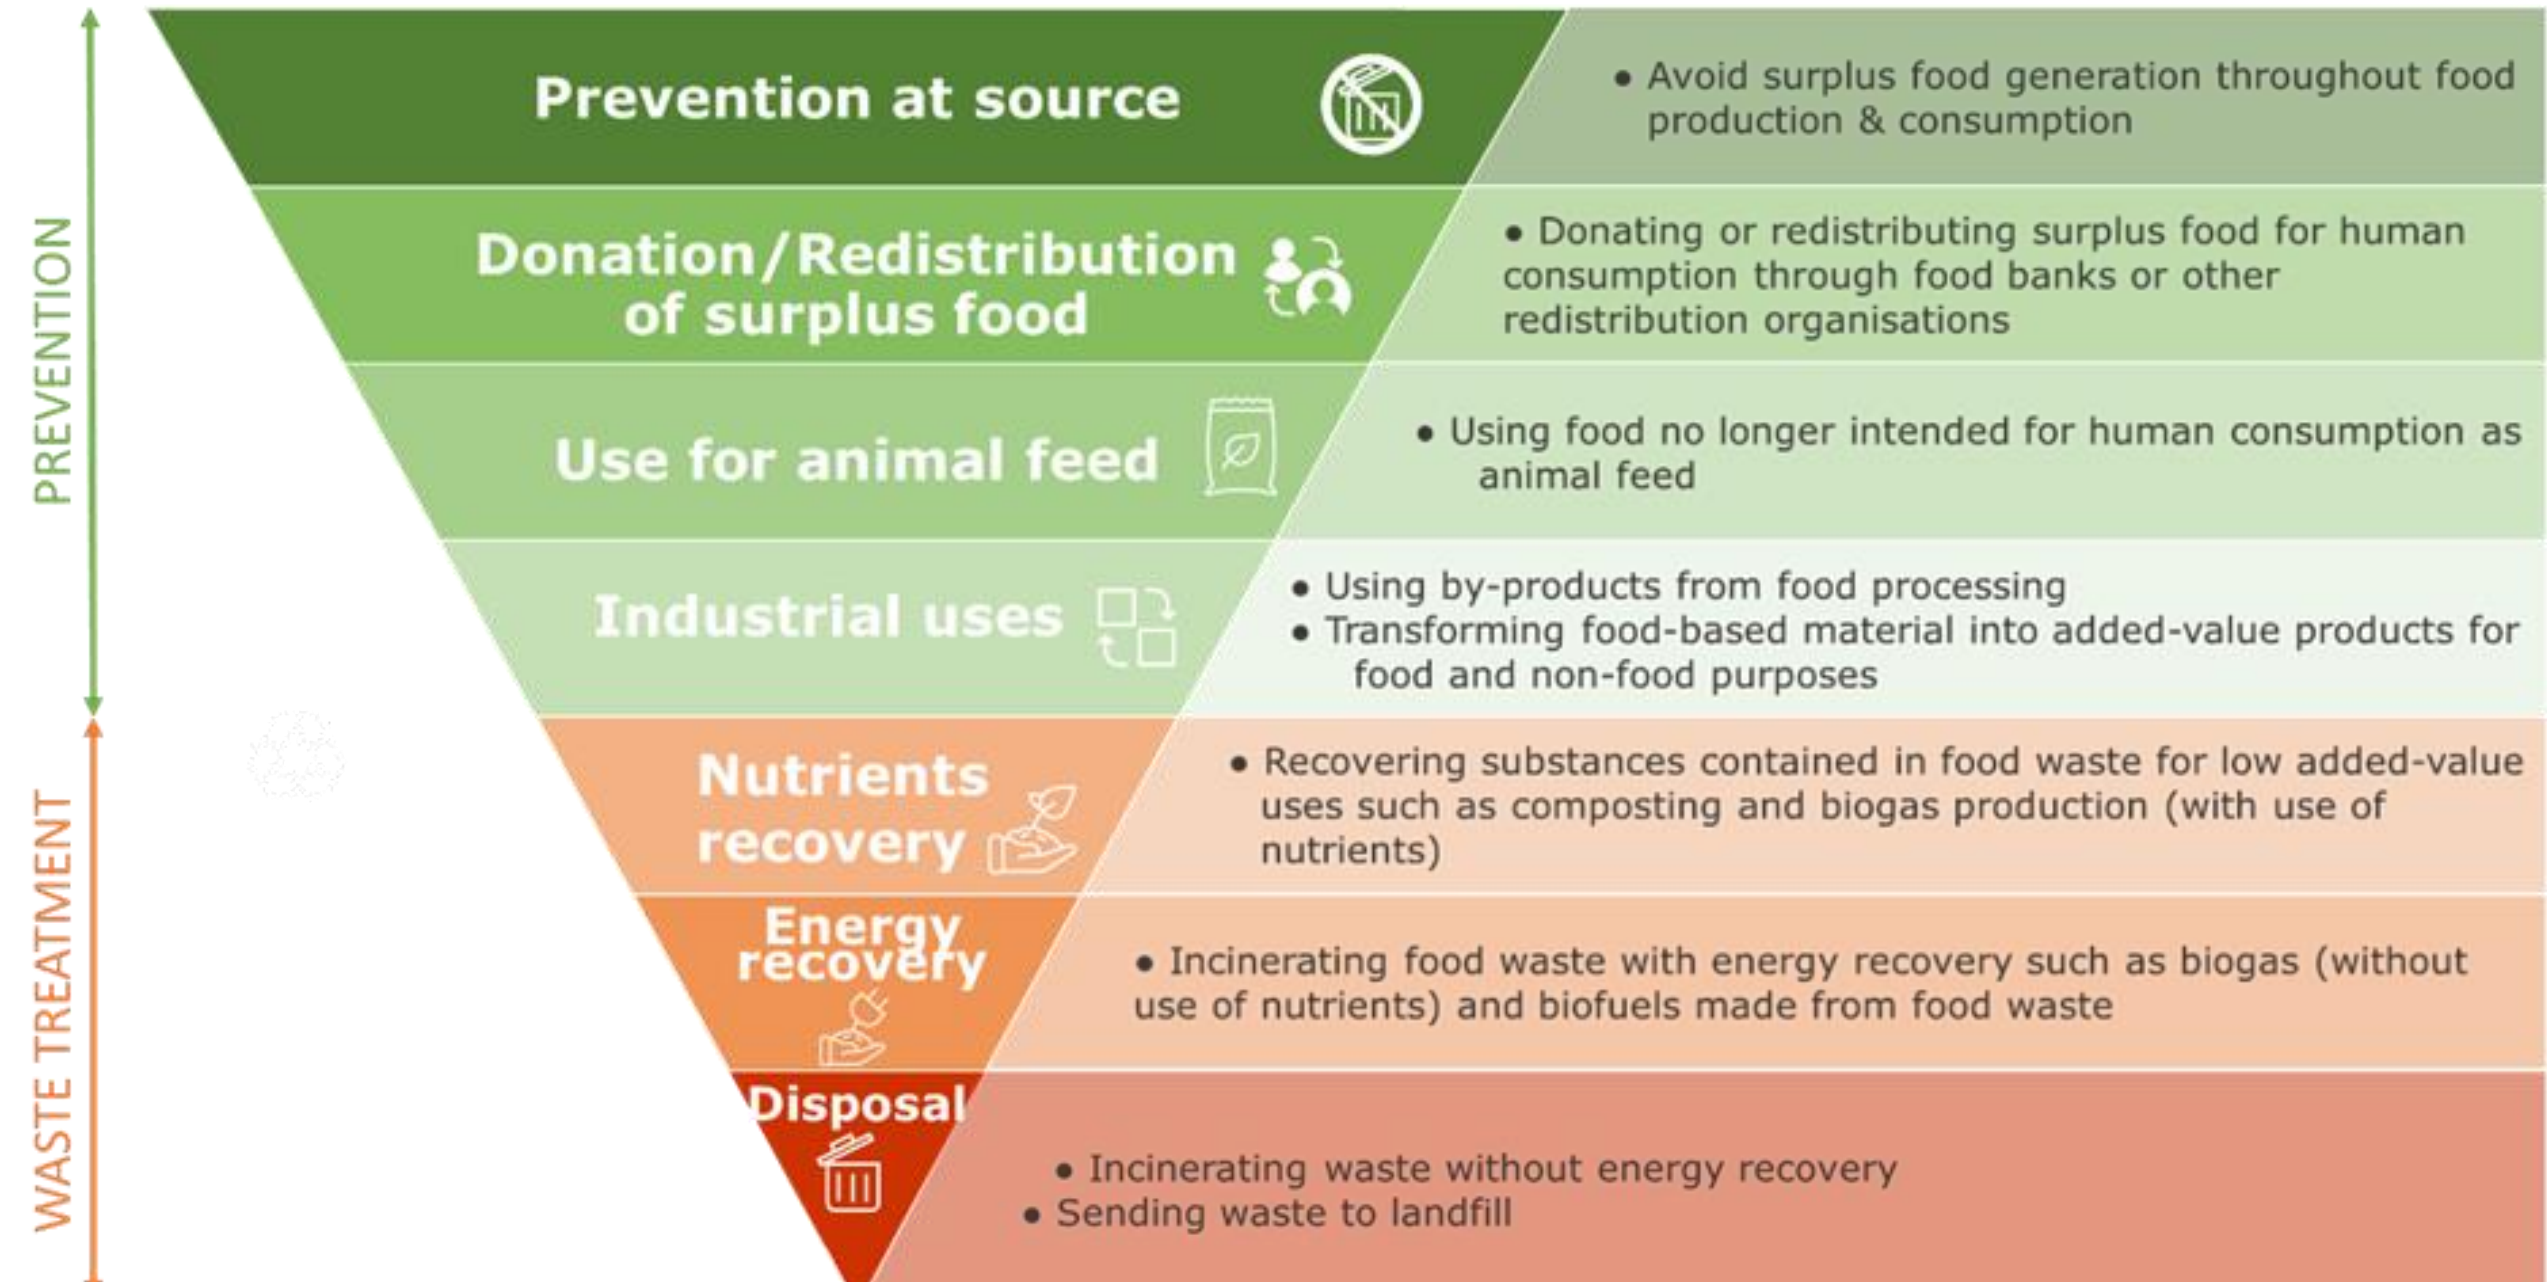 PREVENTION
Prevention at source
• Avoid surplus food generation throughout food
production & consumption
Donation/Redistribution
of surplus food
• Donating or redistributing surplus food for human
consumption through food banks or other
redistribution organisations
Use for animal feed
• Using food no longer intended for human consumption as
animal feed
Industrial uses
• Using by-products from food processing
• Transforming food-based material into added-value products for
food and non-food purposes
WASTE TREATMENT
Nutrients
recovery
• Recovering substances contained in food waste for low added-value
uses such as composting and biogas production (with use of
nutrients)
Energy
recovery
• Incinerating food waste with energy recovery such as biogas (without
use of nutrients) and biofuels made from food waste
Disposal
• Incinerating waste without energy recovery
• Sending waste to landfill